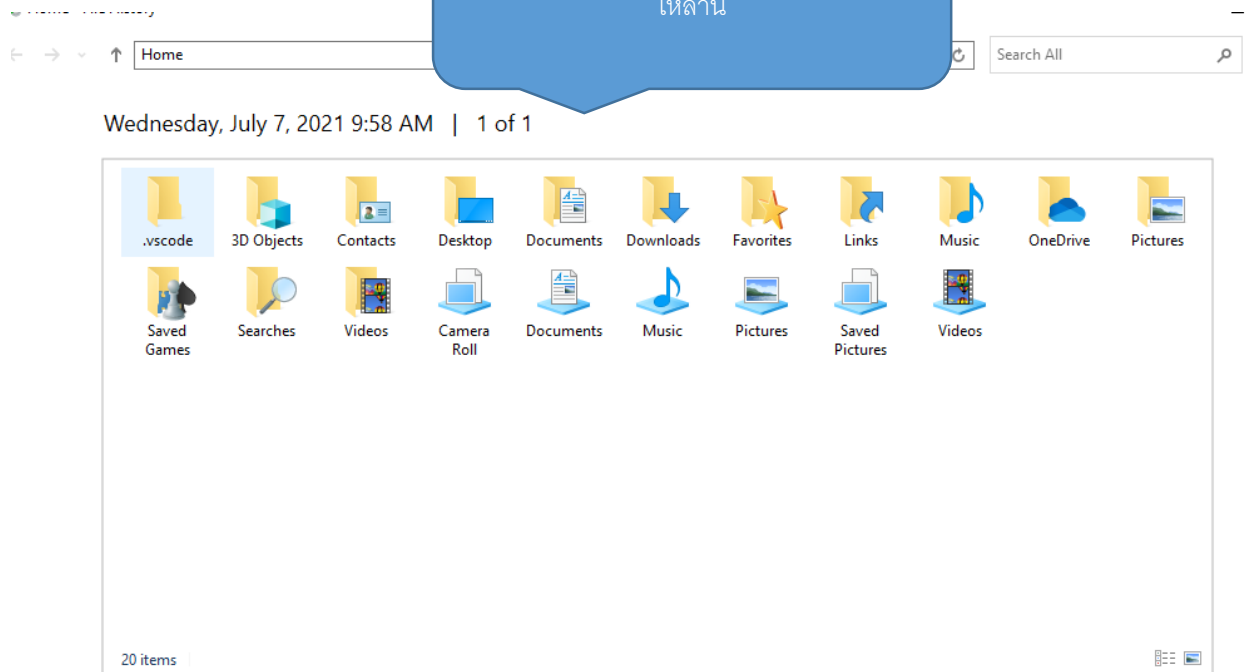 Home
Search All
Wednesday, July 7, 2021 9:58 AM | 1 of 1
.vscode
3D Objects
Contacts
Desktop
Documents
Downloads
Favorites
Links
Music
OneDrive
Pictures
Saved
Games
Searches
Videos
Camera
Roll
Documents
Music
Pictures
Saved
Pictures
Videos
20 items